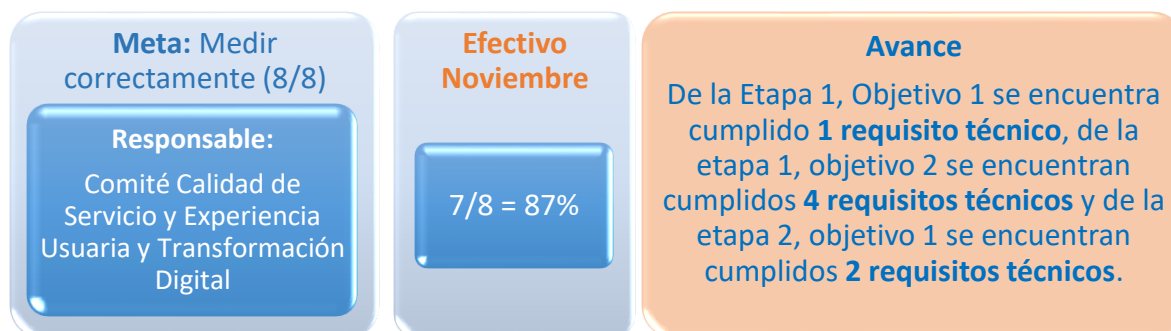 Meta: Medir
correctamente (8/8)
Responsable:
Comité Calidad de
Servicio y Experiencia
Usuaria y Transformación
Digital
Efectivo
Noviembre
7/8 = 87%
Avance
De la Etapa 1, Objetivo 1 se encuentra
cumplido 1 requisito técnico, de la
etapa 1, objetivo 2 se encuentran
cumplidos 4 requisitos técnicos y de la
etapa 2, objetivo 1 se encuentran
cumplidos 2 requisitos técnicos.